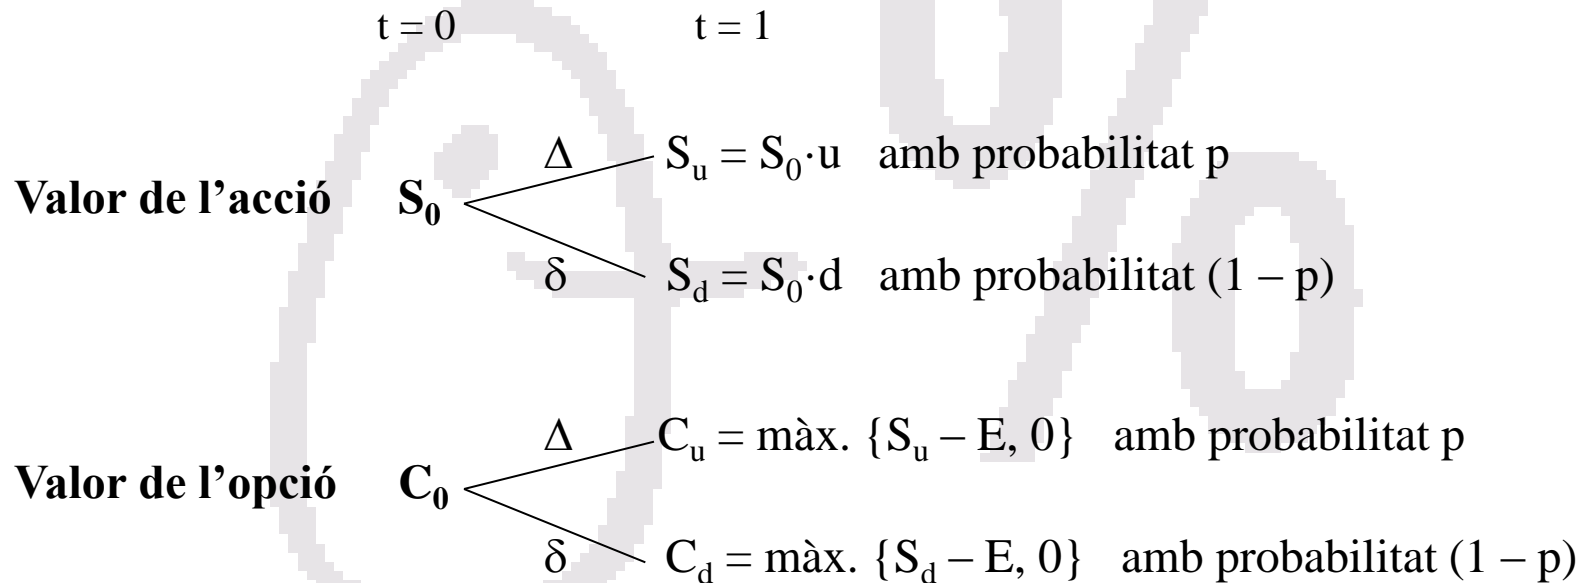 t = 0 t = 1
Δ S_u = S_0·u amb probabilitat p
Valor de l’acció S_0
δ S_d = S_0·d amb probabilitat (1 – p)
Δ C_u = màx. {S_u – E, 0} amb probabilitat p
Valor de l’opció C_0
δ C_d = màx. {S_d – E, 0} amb probabilitat (1 – p)